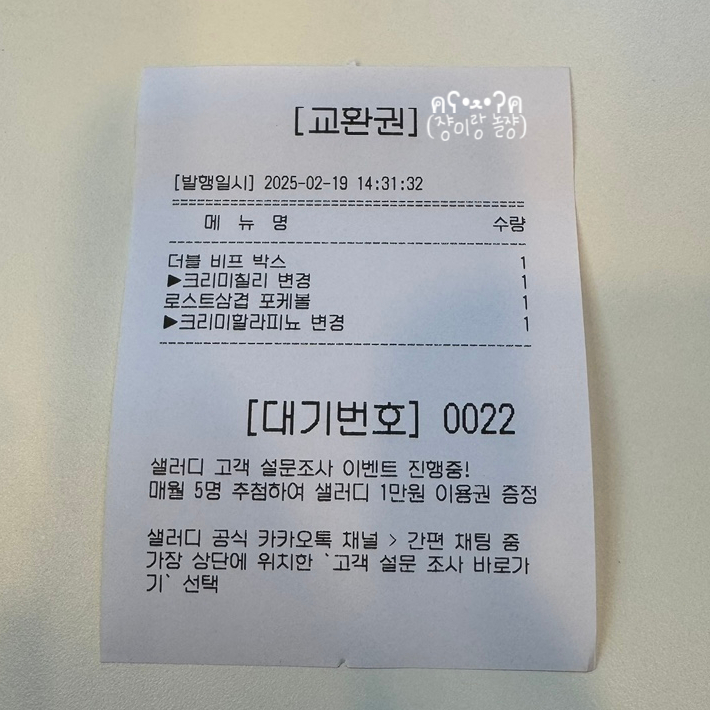 [교환권]
(쟝이랑 놀쟝)
[발행일시] 2025-02-19 14:31:32
메 뉴 명 수량
더블 비프 박스 1
▶크리미칠리 변경 1
로스트삼겹 포케볼 1
▶크리미할라피뇨 변경 1
[대기번호] 0022
샐러디 고객 설문조사 이벤트 진행중!
매월 5명 추첨하여 샐러디 1만원 이용권 증정
샐러디 공식 카카오톡 채널 > 간편 채팅 중
가장 상단에 위치한 `고객 설문 조사 바로가
기` 선택